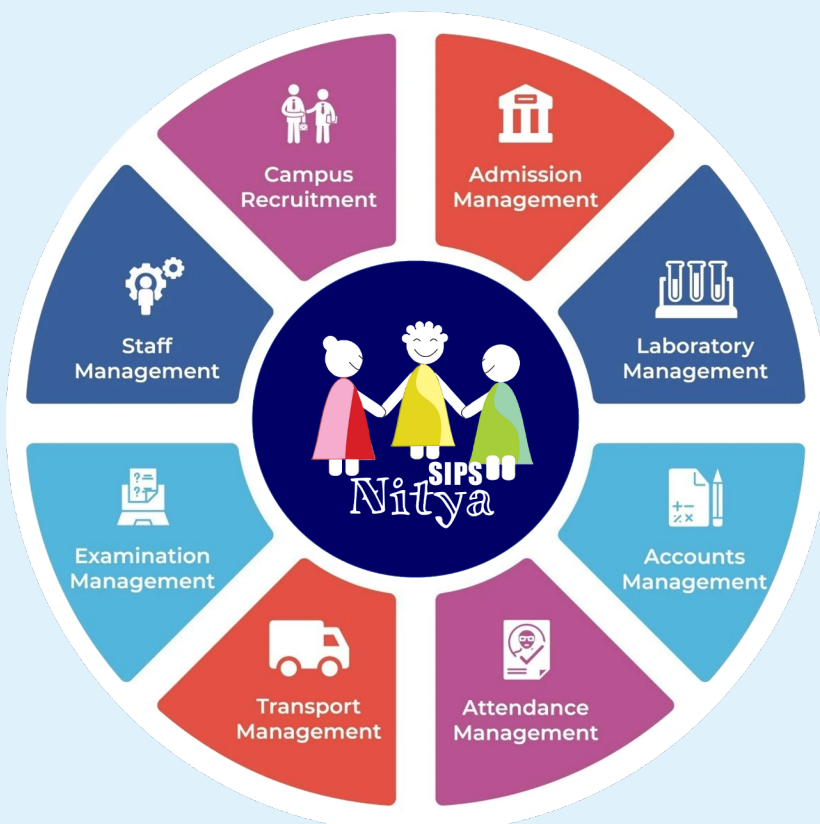 Campus
Recruitment
Admission
Management
Staff
Management
Laboratory
Management
SIPS
Nitya
Examination
Management
Accounts
Management
Transport
Management
Attendance
Management